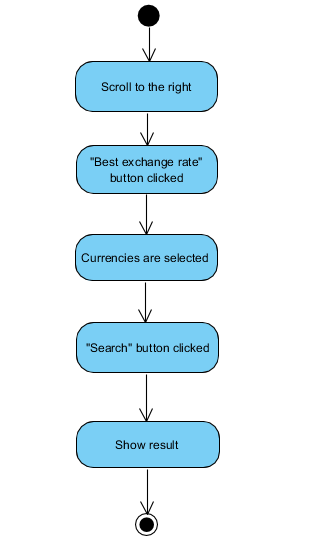 Scroll to the right
"Best exchange rate"
button clicked
Currencies are selected
"Search" button clicked
Show result